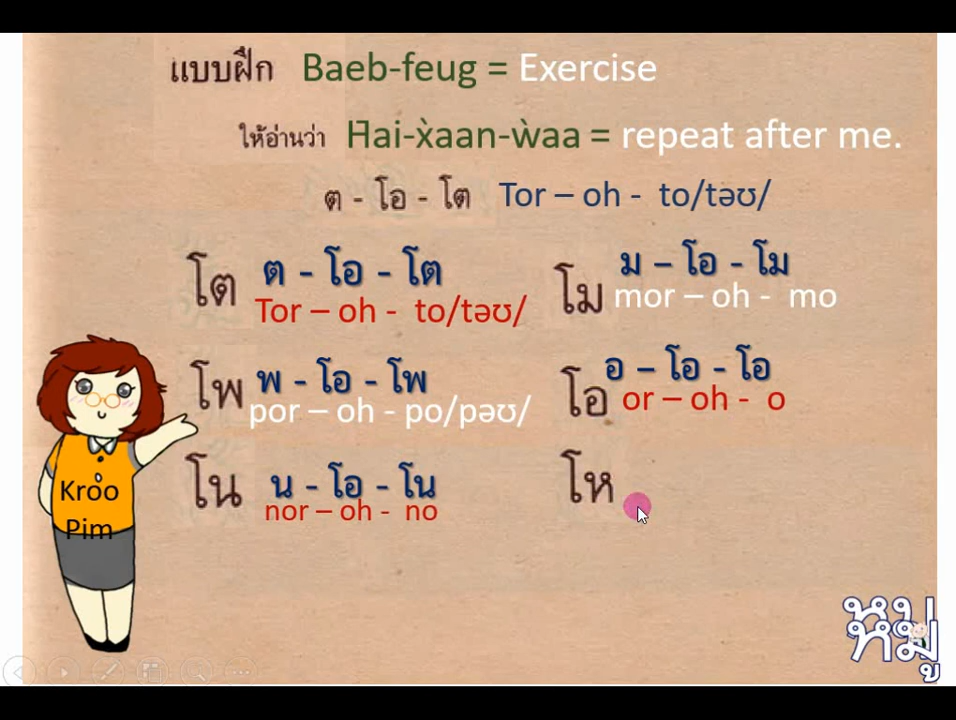 แบบฝึก Baeb-feug = Exercise
ให้อ่านว่า H̄ai-x̀aan-ẁaa = repeat after me.
ต - โอ - โต Tor – oh - to/təʊ/
โต ต - โอ - โต
Tor – oh - to/təʊ/
โม ม – โอ - โม
mor – oh - mo
โพ พ - โอ - โพ
por – oh - po/pəʊ/
โอ อ – โอ - โอ
or – oh - o
โน น - โอ - โน
nor – oh - no
โห
Kroo
Pim